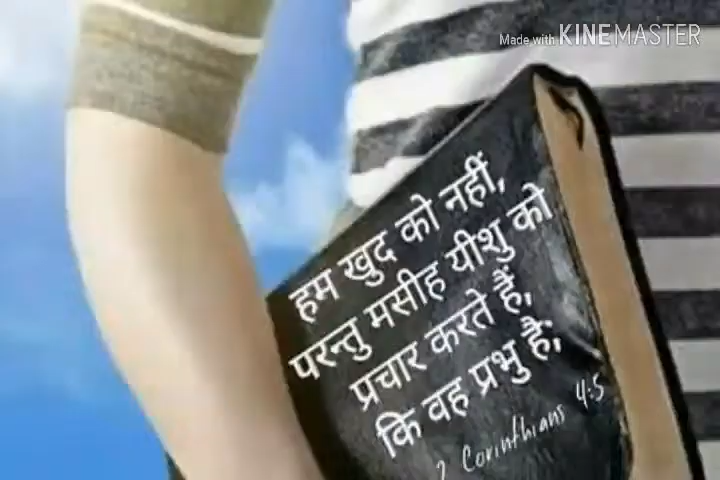 Made with KINEMASTER
हम खुद को नहीं,
परन्तु मसीह यीशु को
प्रचार करते हैं,
कि वह प्रभु है;
2 Corinthians 4:5